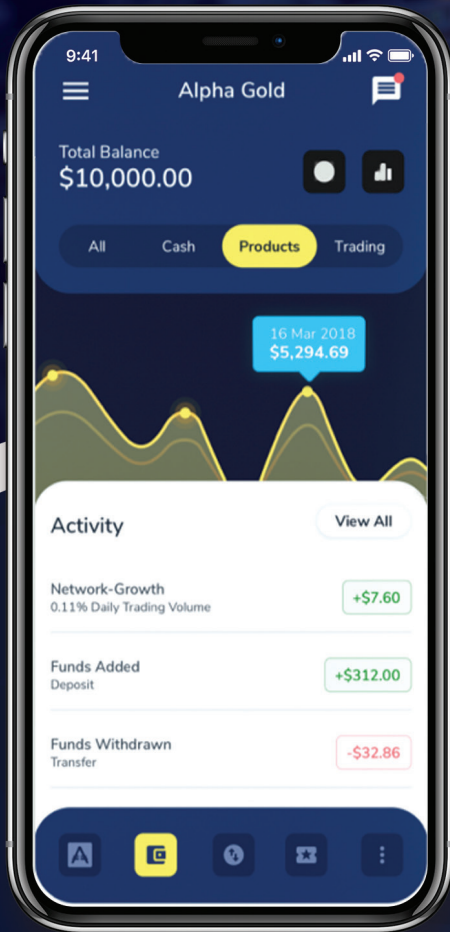 9:41
Alpha Gold
Total Balance
$10,000.00
All Cash Products Trading
16 Mar 2018
$5,294.69
Activity
View All
Network-Growth
0.11% Daily Trading Volume
+$7.60
Funds Added
Deposit
+$312.00
Funds Withdrawn
Transfer
-$32.86